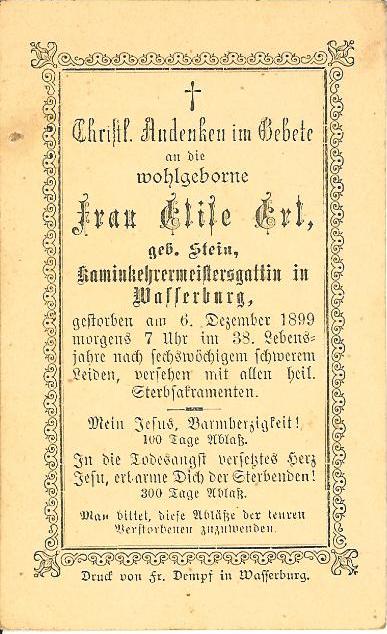 Christl. Andenken im Gebete
an die
wohlgeborne
Frau Elise Ertl,
geb. Stein,
Kaminkehrermeistersgattin in
Wasserburg,
gestorben am 6. Dezember 1899
morgens 7 Uhr im 38. Lebens-
jahre nach sechswöchigem schwerem
Leiden, versehen mit allen heil.
Sterbsakramenten.
Mein Jesus, Barmherzigkeit!
100 Tage Ablaß.
In die Todesangst versetztes Herz
Jesu, erbarme Dich der Sterbenden!
300 Tage Ablaß.
Man bittet, diese Ablässe der teuren
Verstorbenen zuzuwenden.
Druck von Fr. Dempf in Wasserburg.